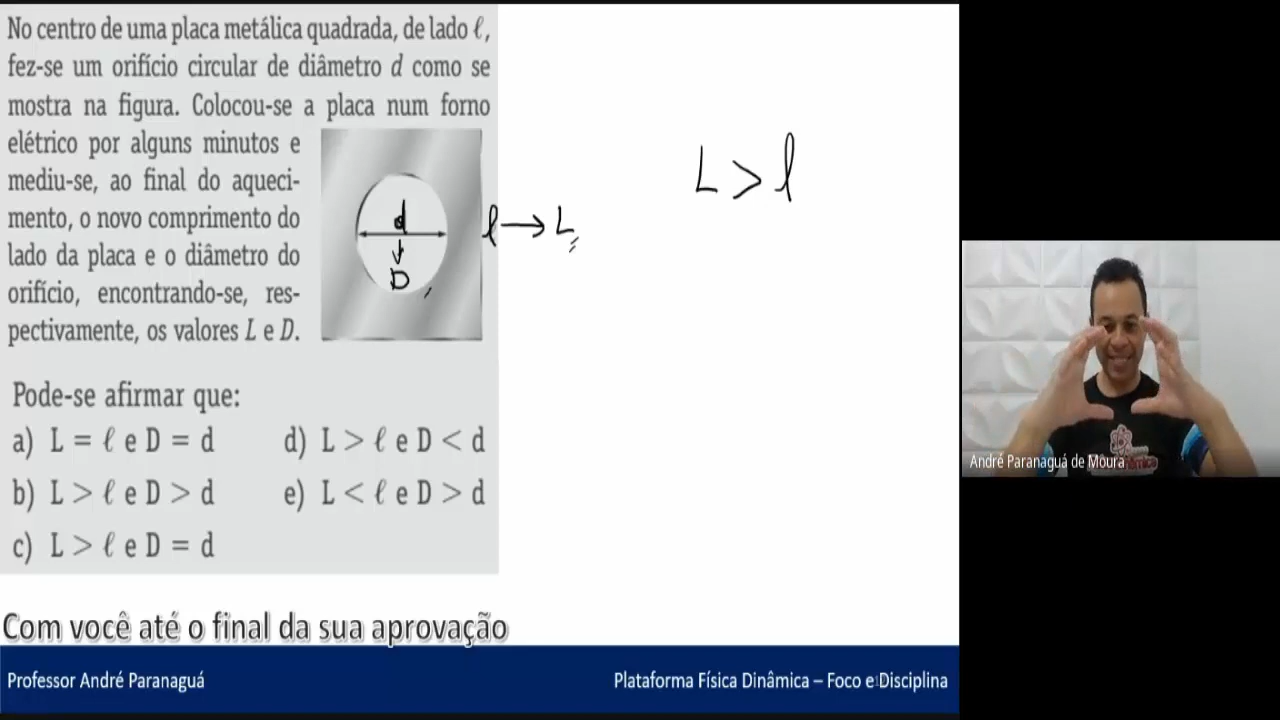 No centro de uma placa metálica quadrada, de lado ℓ,
fez-se um orifício circular de diâmetro d como se
mostra na figura. Colocou-se a placa num forno
elétrico por alguns minutos e
mediu-se, ao final do aqueci-
mento, o novo comprimento do
lado da placa e o diâmetro do
orifício, encontrando-se, res-
pectivamente, os valores L e D.
d
D
ℓ → L
L > ℓ
Pode-se afirmar que:
a) L = ℓ e D = d
b) L > ℓ e D > d
c) L > ℓ e D = d
d) L > ℓ e D < d
e) L < ℓ e D > d
Com você até o final da sua aprovação
Professor André Paranaguá
Plataforma Física Dinâmica – Foco e Disciplina
André Paranaguá de Moura